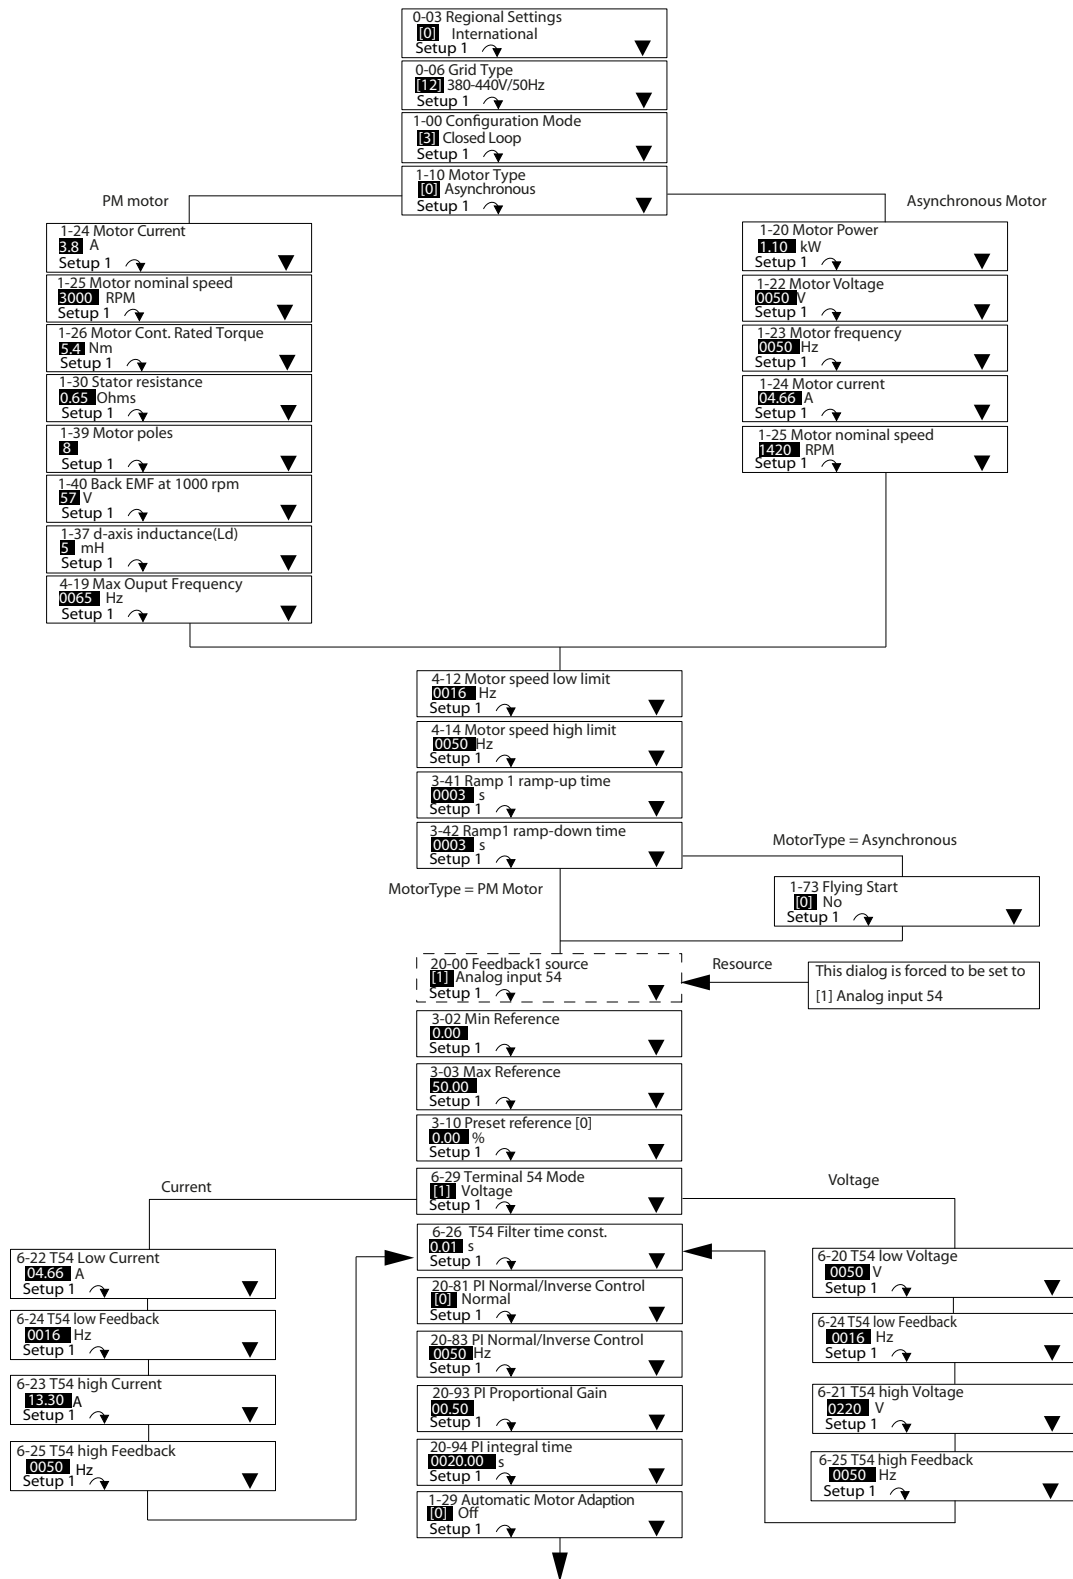 0-03 Regional Settings
[0] International
Setup 1
0-06 Grid Type
[12] 380-440V/50Hz
Setup 1
1-00 Configuration Mode
[3] Closed Loop
Setup 1
1-10 Motor Type
[0] Asynchronous
Setup 1
PM motor
Asynchronous Motor
1-24 Motor Current
3.8 A
Setup 1
1-25 Motor nominal speed
3000 RPM
Setup 1
1-26 Motor Cont. Rated Torque
5.4 Nm
Setup 1
1-30 Stator resistance
0.65 Ohms
Setup 1
1-39 Motor poles
8
Setup 1
1-40 Back EMF at 1000 rpm
57 V
Setup 1
1-37 d-axis inductance(Ld)
5 mH
Setup 1
4-19 Max Ouput Frequency
0065 Hz
Setup 1
1-20 Motor Power
1.10 kW
Setup 1
1-22 Motor Voltage
0050 V
Setup 1
1-23 Motor frequency
0050 Hz
Setup 1
1-24 Motor current
04.66 A
Setup 1
1-25 Motor nominal speed
1420 RPM
Setup 1
4-12 Motor speed low limit
0016 Hz
Setup 1
4-14 Motor speed high limit
0050 Hz
Setup 1
3-41 Ramp 1 ramp-up time
0003 s
Setup 1
3-42 Ramp1 ramp-down time
0003 s
Setup 1
MotorType = Asynchronous
MotorType = PM Motor
1-73 Flying Start
[0] No
Setup 1
20-00 Feedback1 source
[1] Analog input 54
Setup 1
Resource
This dialog is forced to be set to
[1] Analog input 54
3-02 Min Reference
0.00
Setup 1
3-03 Max Reference
50.00
Setup 1
3-10 Preset reference [0]
0.00 %
Setup 1
6-29 Terminal 54 Mode
[1] Voltage
Setup 1
Current
Voltage
6-22 T54 Low Current
04.66 A
Setup 1
6-24 T54 low Feedback
0016 Hz
Setup 1
6-23 T54 high Current
13.30 A
Setup 1
6-25 T54 high Feedback
0050 Hz
Setup 1
6-26 T54 Filter time const.
0.01 s
Setup 1
20-81 PI Normal/Inverse Control
[0] Normal
Setup 1
20-83 PI Normal/Inverse Control
0050 Hz
Setup 1
20-93 PI Proportional Gain
00.50
Setup 1
20-94 PI integral time
0020.00 s
Setup 1
1-29 Automatic Motor Adaption
[0] Off
Setup 1
6-20 T54 low Voltage
0050 V
Setup 1
6-24 T54 low Feedback
0016 Hz
Setup 1
6-21 T54 high Voltage
0220 V
Setup 1
6-25 T54 high Feedback
0050 Hz
Setup 1